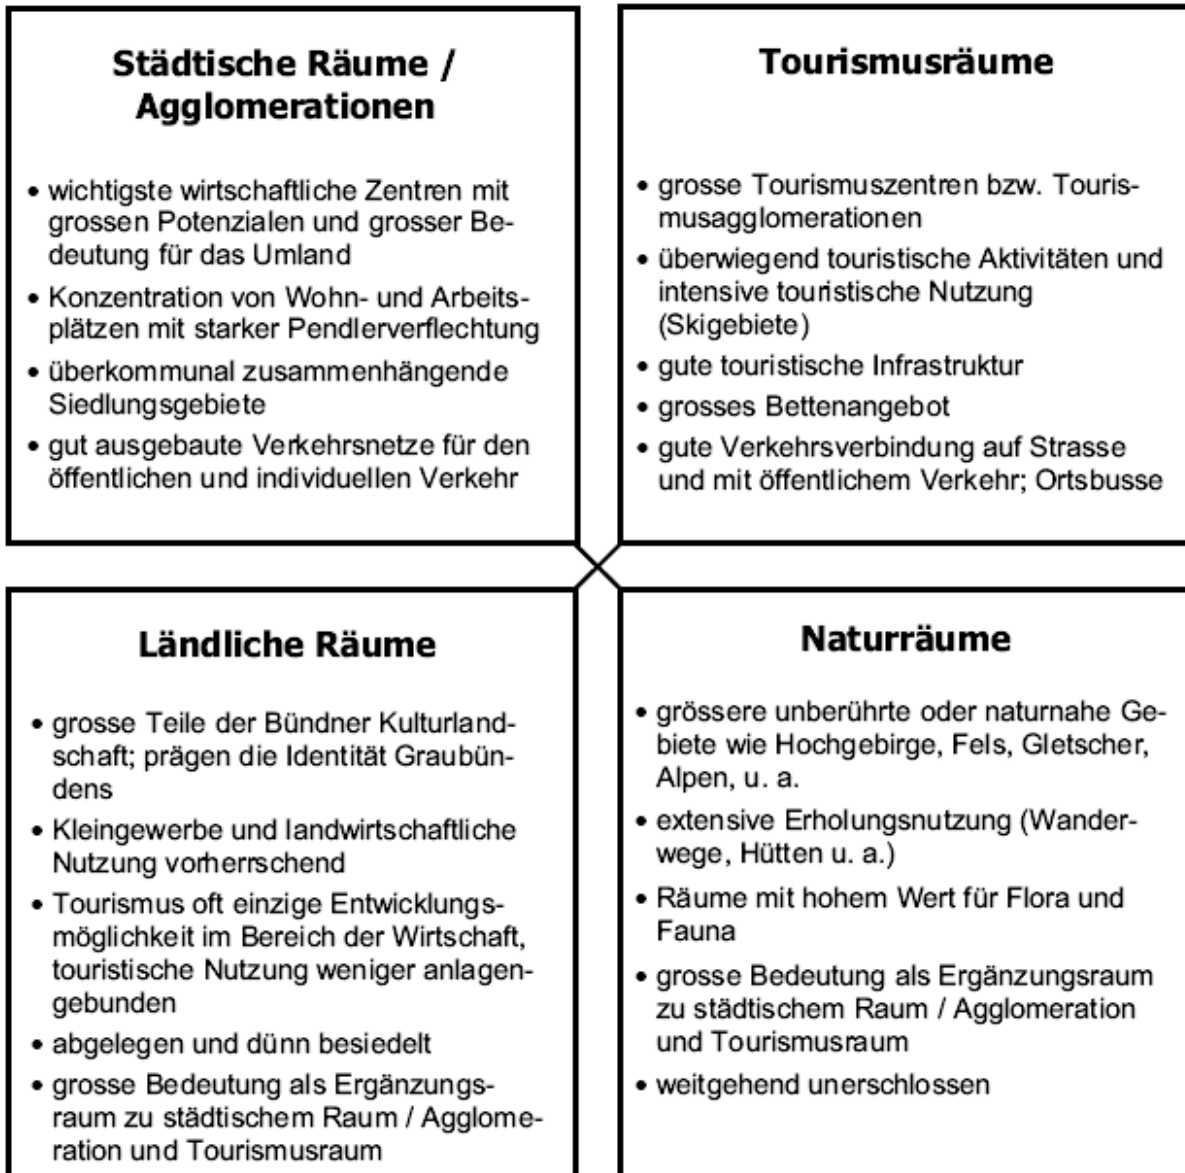 Städtische Räume /
Agglomerationen
• wichtigste wirtschaftliche Zentren mit
grossen Potenzialen und grosser Be-
deutung für das Umland
• Konzentration von Wohn- und Arbeits-
plätzen mit starker Pendlerverflechtung
• überkommunal zusammenhängende
Siedlungsgebiete
• gut ausgebaute Verkehrsnetze für den
öffentlichen und individuellen Verkehr
Tourismusräume
• grosse Tourismuszentren bzw. Touris-
musagglomerationen
• überwiegend touristische Aktivitäten und
intensive touristische Nutzung
(Skigebiete)
• gute touristische Infrastruktur
• grosses Bettenangebot
• gute Verkehrsverbindung auf Strasse
und mit öffentlichem Verkehr; Ortsbusse
Ländliche Räume
• grosse Teile der Bündner Kulturland-
schaft; prägen die Identität Graubün-
dens
• Kleingewerbe und landwirtschaftliche
Nutzung vorherrschend
• Tourismus oft einzige Entwicklungs-
möglichkeit im Bereich der Wirtschaft,
touristische Nutzung weniger anlagen-
gebunden
• abgelegen und dünn besiedelt
• grosse Bedeutung als Ergänzungs-
raum zu städtischem Raum / Agglome-
ration und Tourismusraum
Naturräume
• grössere unberührte oder naturnahe Ge-
biete wie Hochgebirge, Fels, Gletscher,
Alpen, u. a.
• extensive Erholungsnutzung (Wander-
wege, Hütten u. a.)
• Räume mit hohem Wert für Flora und
Fauna
• grosse Bedeutung als Ergänzungsraum
zu städtischem Raum / Agglomeration
und Tourismusraum
• weitgehend unerschlossen